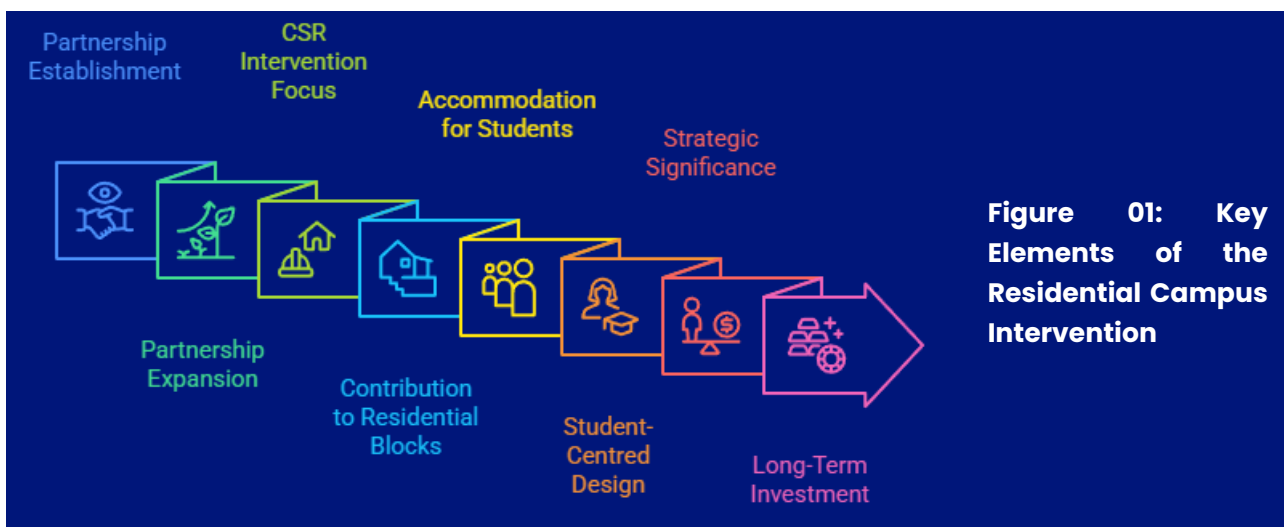 Partnership
Establishment
CSR
Intervention
Focus
Accommodation
for Students
Strategic
Significance
Partnership
Expansion
Contribution
to Residential
Blocks
Student-
Centred
Design
Long-Term
Investment
Figure 01: Key
Elements of the
Residential Campus
Intervention